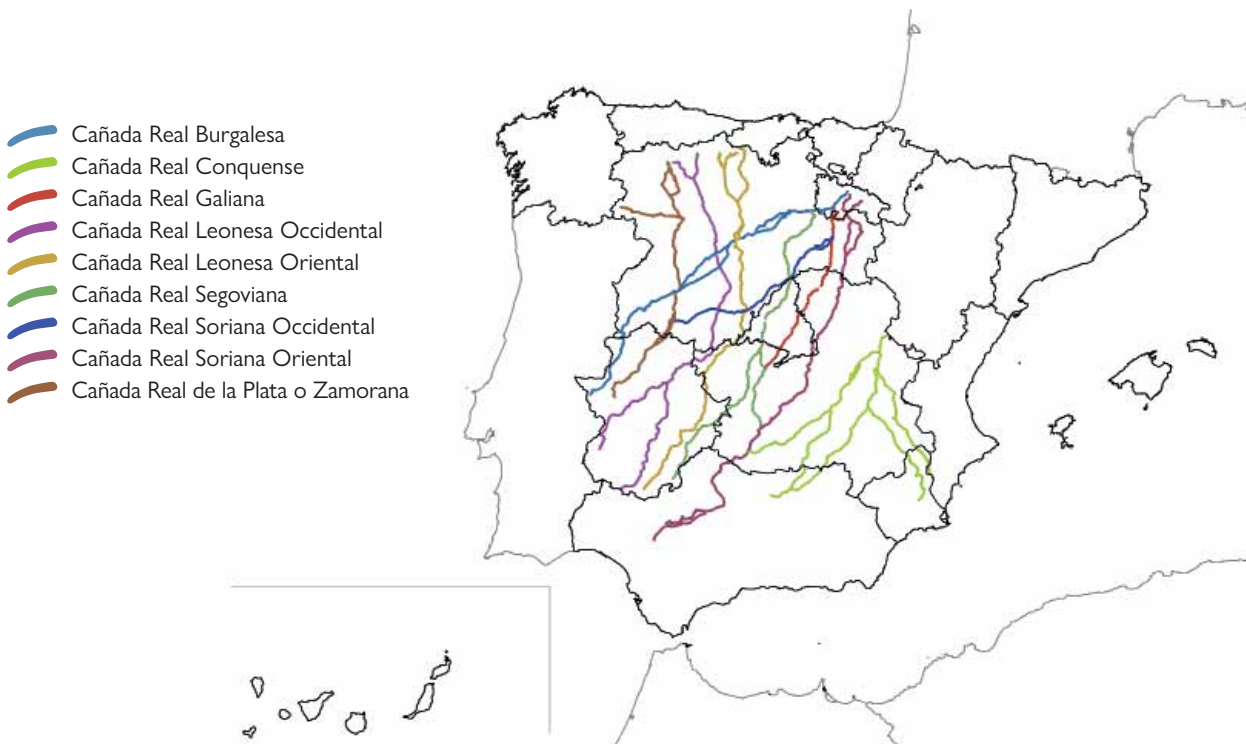 Cañada Real Burgalesa
Cañada Real Conquense
Cañada Real Galiana
Cañada Real Leonesa Occidental
Cañada Real Leonesa Oriental
Cañada Real Segoviana
Cañada Real Soriana Occidental
Cañada Real Soriana Oriental
Cañada Real de la Plata o Zamorana